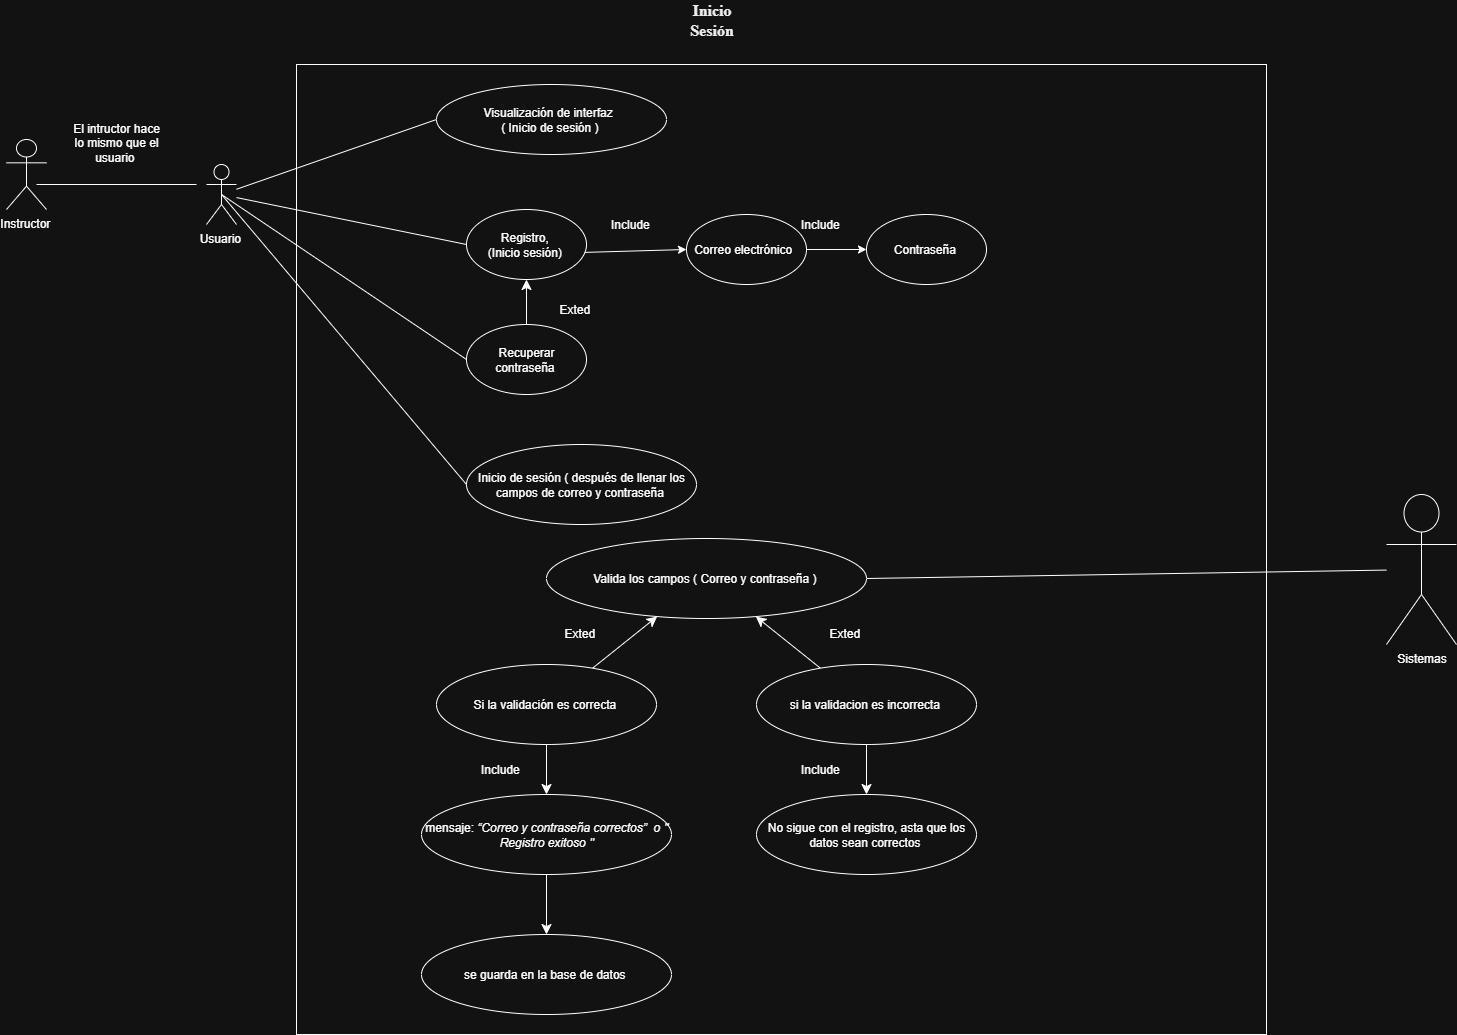 Inicio
Sesión
Visualización de interfaz
( Inicio de sesión )
El intructor hace
lo mismo que el
usuario
Instructor
Usuario
Registro,
(Inicio sesión)
Include
Correo electrónico
Include
Contraseña
Exted
Recuperar
contraseña
Inicio de sesión ( después de llenar los
campos de correo y contraseña
Valida los campos ( Correo y contraseña )
Sistemas
Exted
Exted
Si la validación es correcta
si la validacion es incorrecta
Include
Include
mensaje: “Correo y contraseña correctos” o "
Registro exitoso "
No sigue con el registro, asta que los
datos sean correctos
se guarda en la base de datos